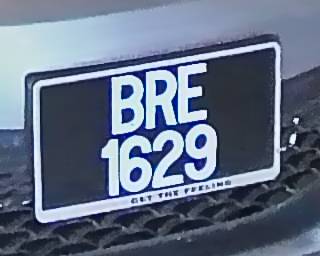 BRE
1629
GET THE FEELING